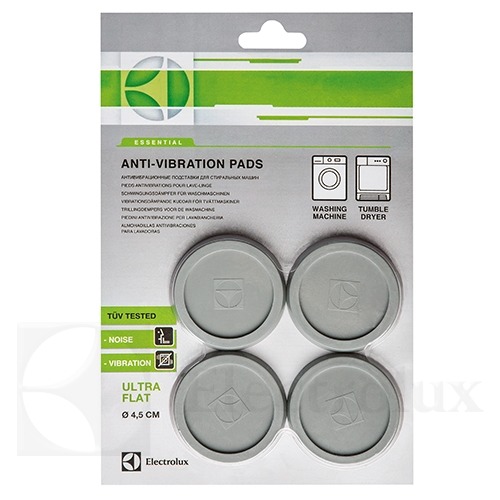 ESSENTIAL
ANTI-VIBRATION PADS
АНТИВИБРАЦИОННЫЕ ПОДСТАВКИ ДЛЯ СТИРАЛЬНЫХ МАШИН
PIEDS ANTIVIBRATIONS POUR LAVE-LINGE
SCHWINGUNGSDÄMPFER FÜR WASCHMASCHINEN
VIBRATIONSDÄMPANDE KUDDAR FÖR TVÄTTMASKINER
TRILLINGDEMPERS VOOR DE WASMACHINE
PIEDINI ANTIVIBRAZIONE PER LAVABIANCHERIA
ALMOHADILLAS ANTIVIBRACIONES
PARA LAVADORAS
WASHING
MACHINE
TUMBLE
DRYER
TÜV TESTED
- NOISE
- VIBRATION
ULTRA
FLAT
Ø 4,5 CM
Electrolux
Electrolux